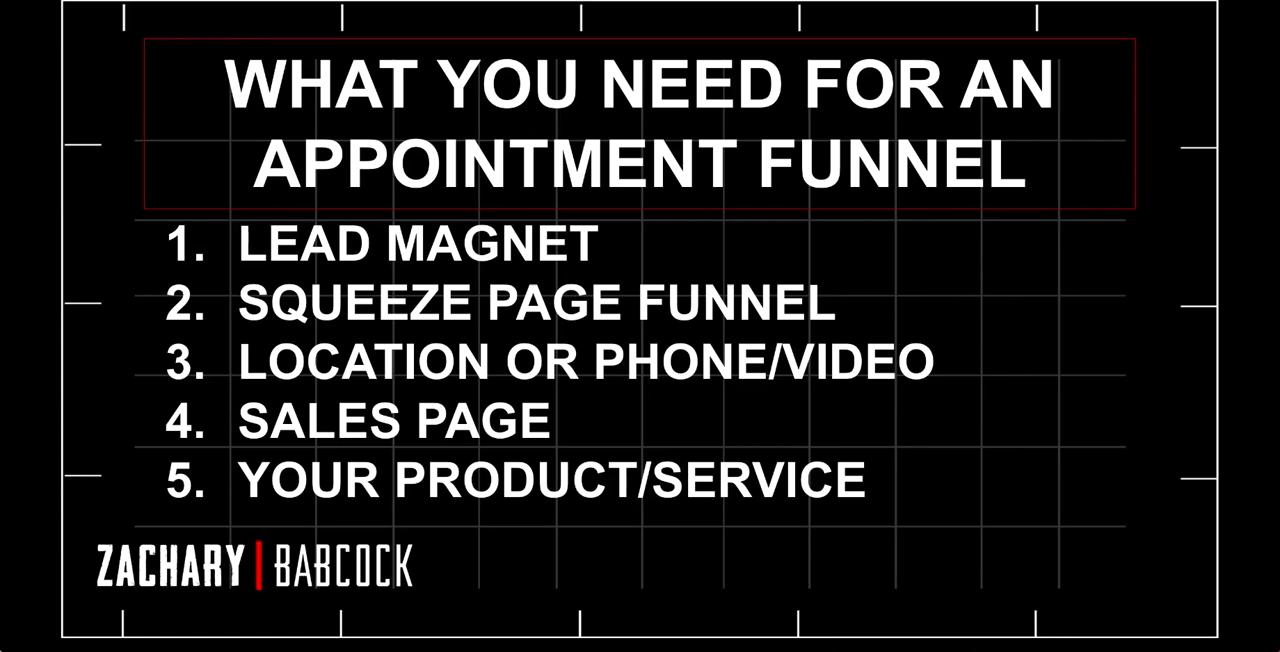 WHAT YOU NEED FOR AN
APPOINTMENT FUNNEL
1. LEAD MAGNET
2. SQUEEZE PAGE FUNNEL
3. LOCATION OR PHONE/VIDEO
4. SALES PAGE
5. YOUR PRODUCT/SERVICE
ZACHARY | BABCOCK